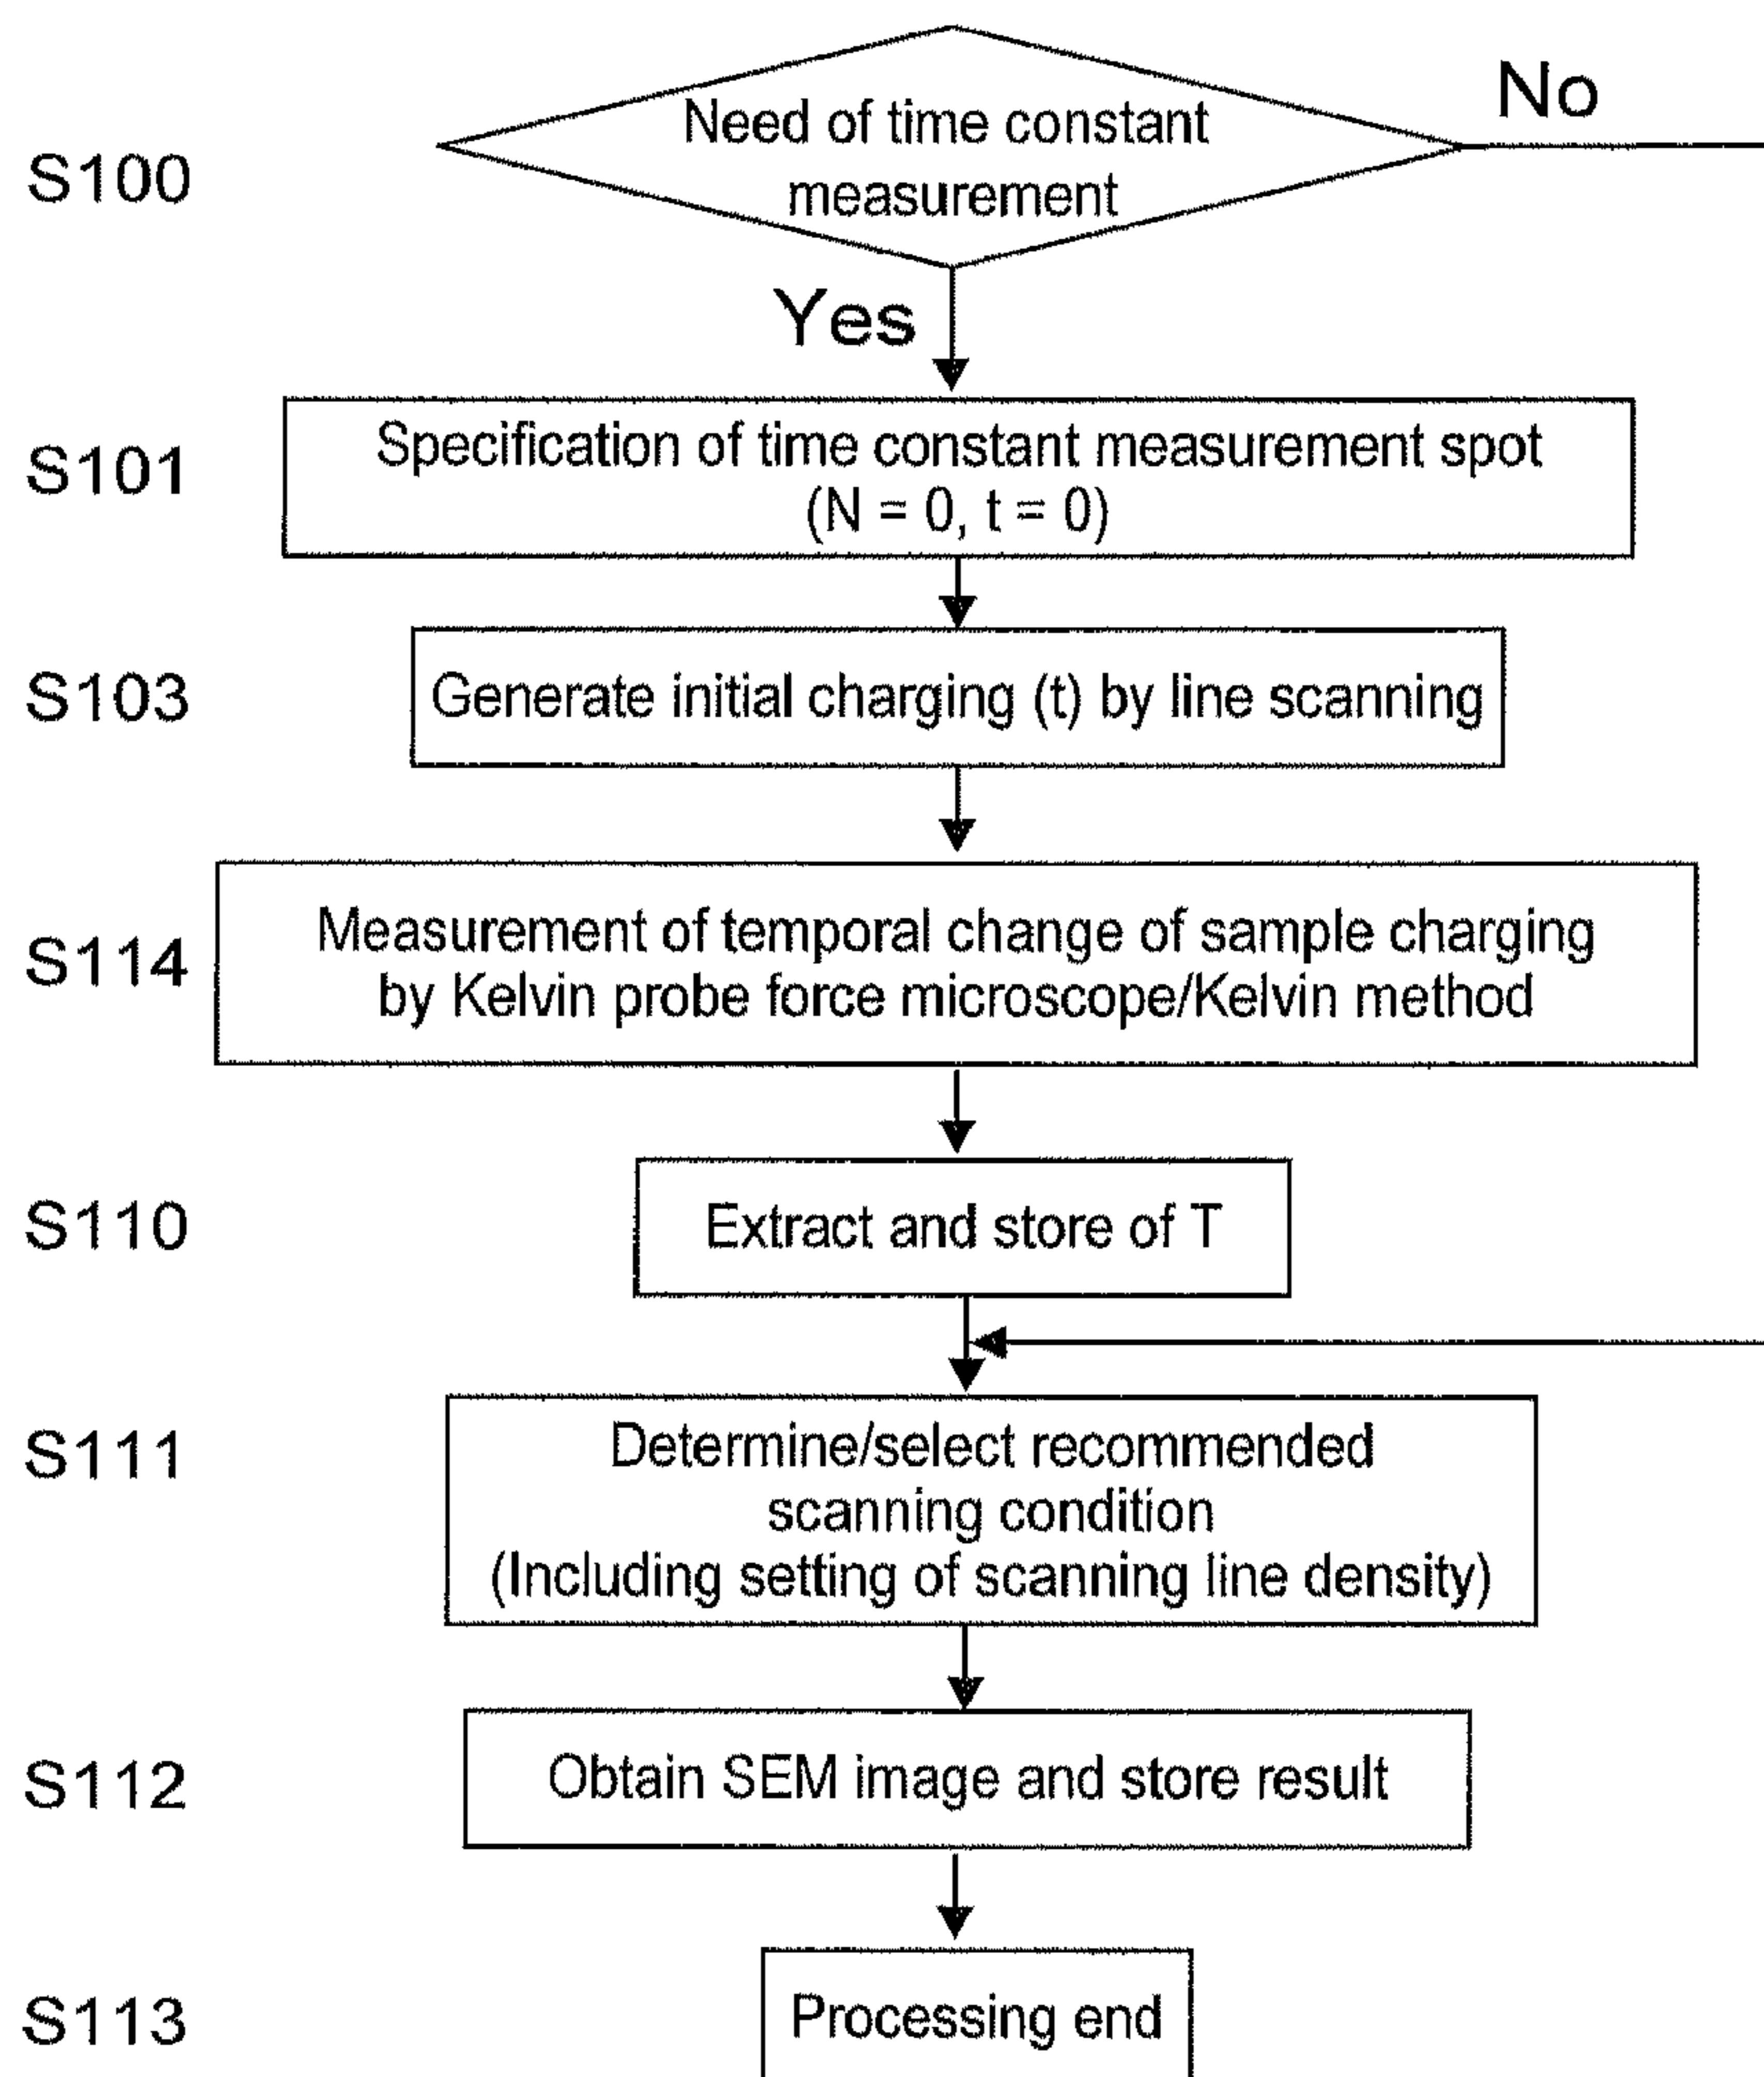 Need of time constant
measurement
No
S100
Yes
S101
Specification of time constant measurement spot
(N = 0, t = 0)
S103
Generate initial charging (t) by line scanning
S114
Measurement of temporal change of sample charging
by Kelvin probe force microscope/Kelvin method
S110
Extract and store of T
S111
Determine/select recommended
scanning condition
(Including setting of scanning line density)
S112
Obtain SEM image and store result
S113
Processing end